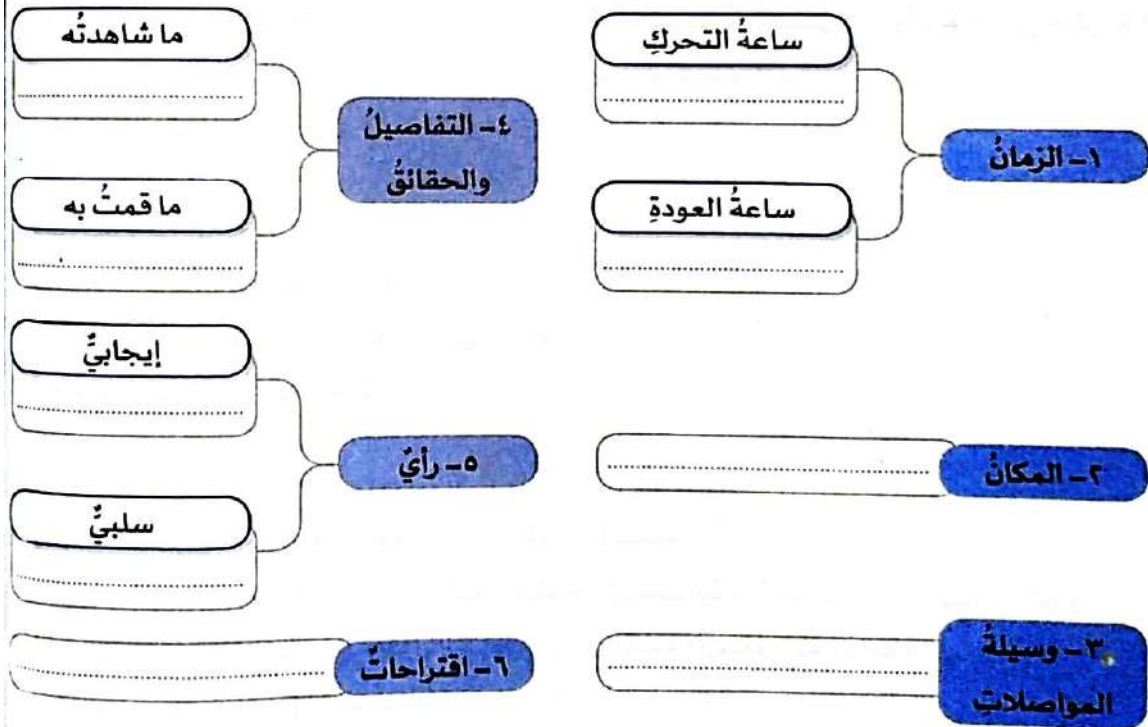 ١- الزمانُ
ساعةُ التحركِ
ساعةُ العودةِ
٢- المكانُ
٣- وسيلةُ
المواصلاتِ
٤- التفاصيلُ
والحقائقُ
ما شاهدتُه
ما قمتُ به
٥- رأيٌ
إيجابيٌّ
سلبيٌّ
٦- اقتراحاتٌ